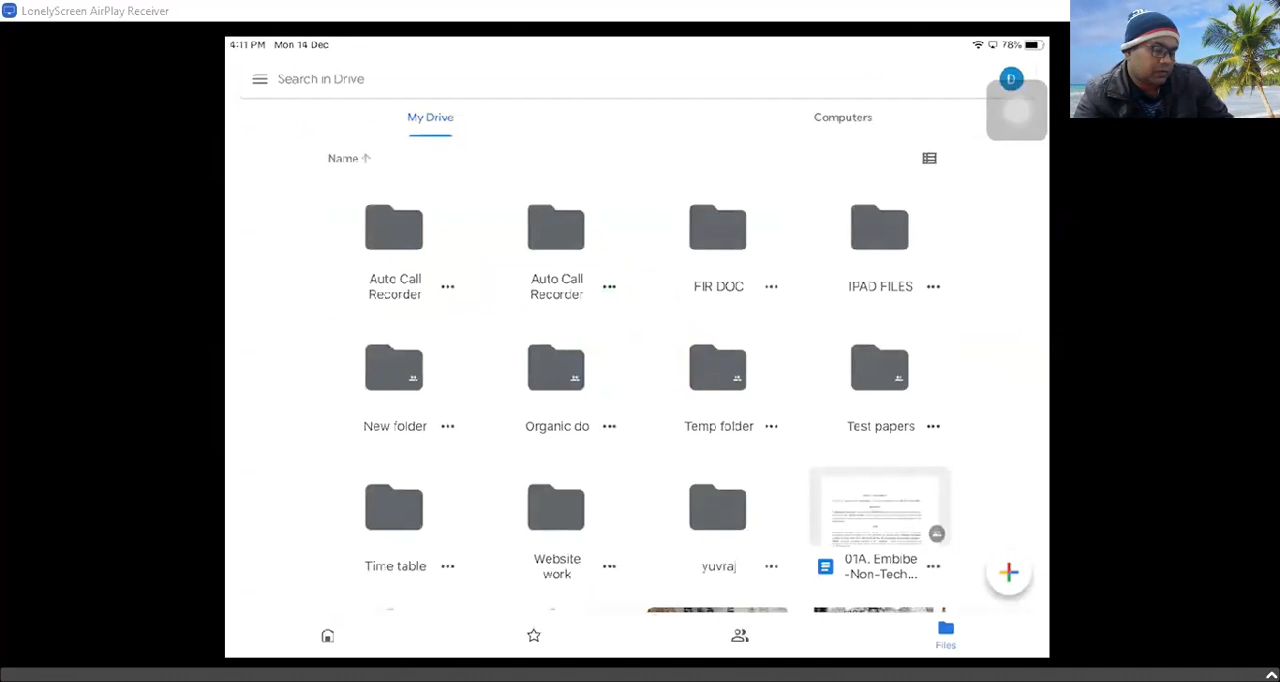 LonelyScreen AirPlay Receiver
4:11 PM Mon 14 Dec
78%
Search in Drive
D
My Drive
Computers
Name
Auto Call
Recorder
Auto Call
Recorder
FIR DOC
IPAD FILES
New folder
Organic do
Temp folder
Test papers
Time table
Website
work
yuvraj
01A. Embibe
-Non-Tech...
Files